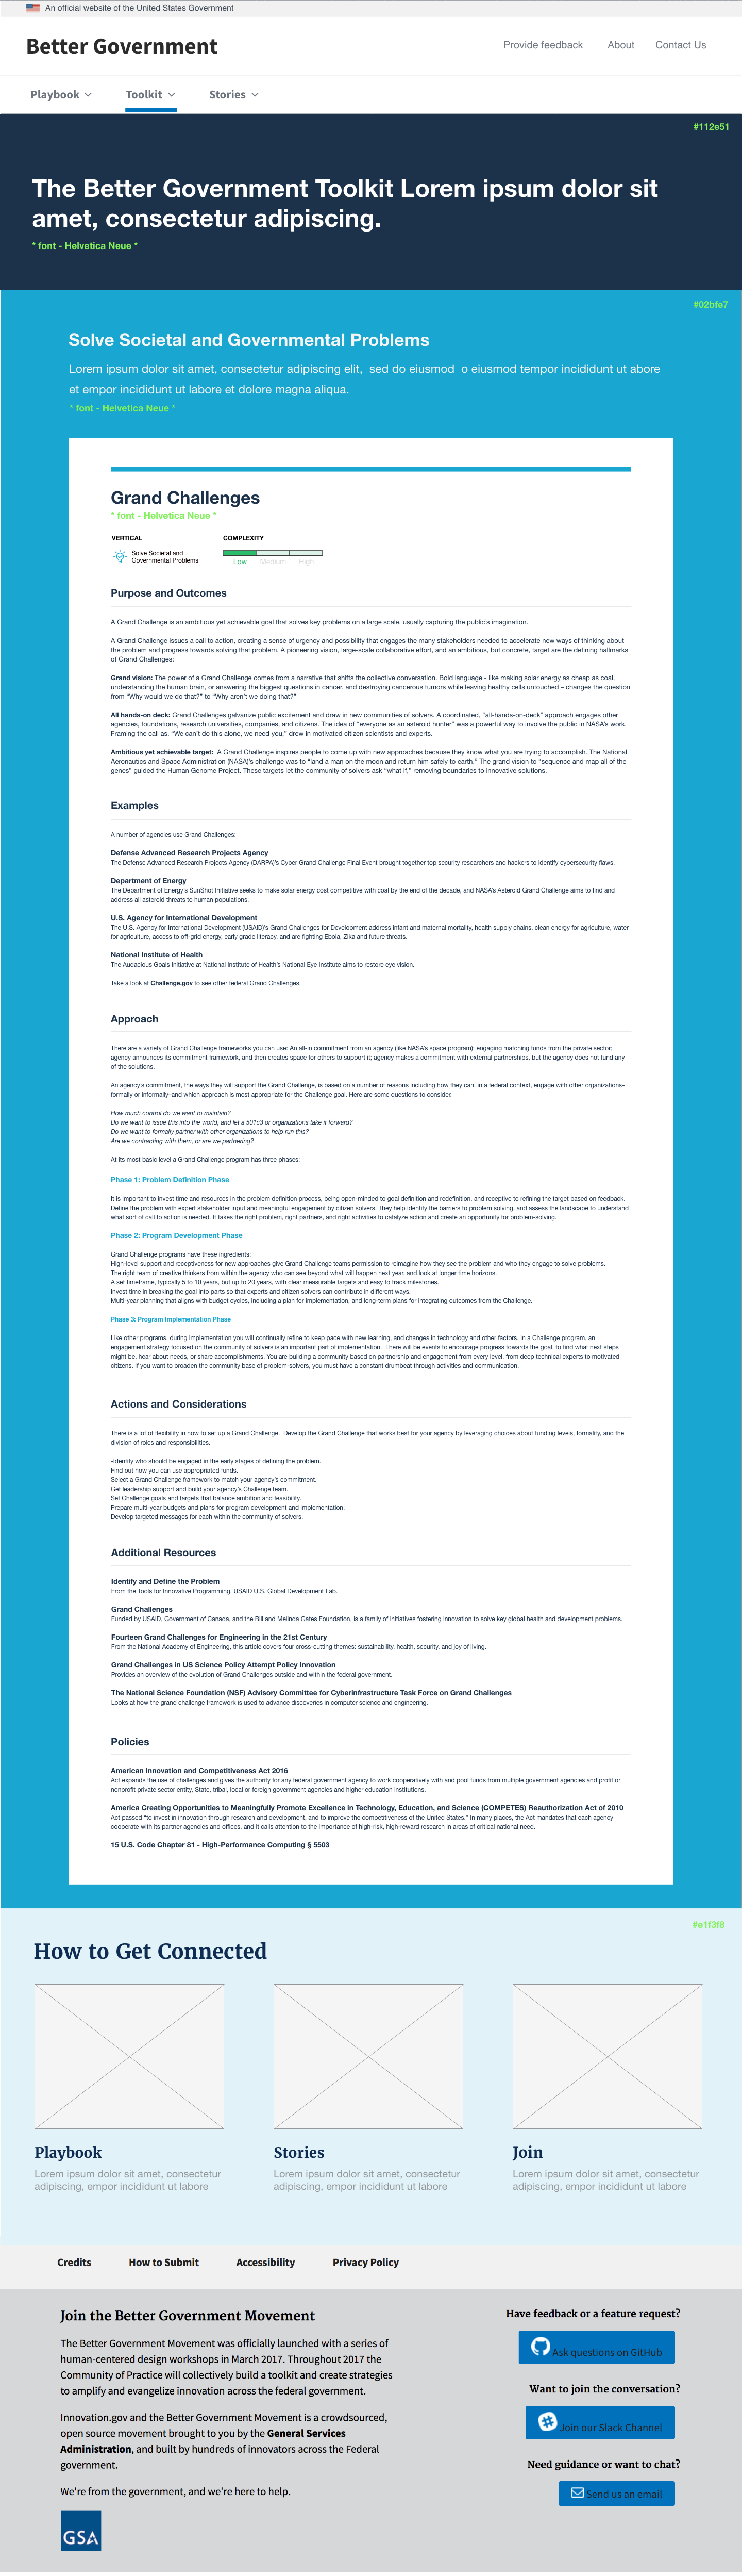 An official website of the United States Government
Better Government
Provide feedback
About
Contact Us
Playbook
Toolkit
Stories
#112e51
The Better Government Toolkit Lorem ipsum dolor sit
amet, consectetur adipiscing.
* font - Helvetica Neue *
#02bfe7
Solve Societal and Governmental Problems
Lorem ipsum dolor sit amet, consectetur adipiscing elit,  sed do eiusmod  o eiusmod tempor incididunt ut abore
et empor incididunt ut labore et dolore magna aliqua.
* font - Helvetica Neue *
Grand Challenges
* font - Helvetica Neue *
VERTICAL
COMPLEXITY
Solve Societal and
Governmental Problems
Low
Medium
High
Purpose and Outcomes
A Grand Challenge is an ambitious yet achievable goal that solves key problems on a large scale, usually capturing the public's imagination.
A Grand Challenge issues a call to action, creating a sense of urgency and possibility that engages the many stakeholders needed to accelerate new ways of thinking about
the problem and progress towards solving that problem. A pioneering vision, large-scale collaborative effort, and an ambitious, but concrete, target are the defining hallmarks
of Grand Challenges:
Grand vision: The power of a Grand Challenge comes from a narrative that shifts the collective conversation. Bold language - like making solar energy as cheap as coal,
understanding the human brain, or answering the biggest questions in cancer, and destroying cancerous tumors while leaving healthy cells untouched – changes the question
from "Why would we do that?" to "Why aren't we doing that?"
All hands-on deck: Grand Challenges galvanize public excitement and draw in new communities of solvers. A coordinated, "all-hands-on-deck" approach engages other
agencies, foundations, research universities, companies, and citizens. The idea of "everyone as an asteroid hunter" was a powerful way to involve the public in NASA's work.
Framing the call as, "We can't do this alone, we need you," drew in motivated citizen scientists and experts.
Ambitious yet achievable target:  A Grand Challenge inspires people to come up with new approaches because they know what you are trying to accomplish. The National
Aeronautics and Space Administration (NASA)'s challenge was to "land a man on the moon and return him safely to earth." The grand vision to "sequence and map all of the
genes" guided the Human Genome Project. These targets let the community of solvers ask "what if," removing boundaries to innovative solutions.
Examples
A number of agencies use Grand Challenges:
Defense Advanced Research Projects Agency
The Defense Advanced Research Projects Agency (DARPA)'s Cyber Grand Challenge Final Event brought together top security researchers and hackers to identify cybersecurity flaws.
Department of Energy
The Department of Energy's SunShot Initiative seeks to make solar energy cost competitive with coal by the end of the decade, and NASA's Asteroid Grand Challenge aims to find and
address all asteroid threats to human populations.
U.S. Agency for International Development
The U.S. Agency for International Development (USAID)'s Grand Challenges for Development address infant and maternal mortality, health supply chains, clean energy for agriculture, water
for agriculture, access to off-grid energy, early grade literacy, and are fighting Ebola, Zika and future threats.
National Institute of Health
The Audacious Goals Initiative at National Institute of Health's National Eye Institute aims to restore eye vision.
Take a look at Challenge.gov to see other federal Grand Challenges.
Approach
There are a variety of Grand Challenge frameworks you can use: An all-in commitment from an agency (like NASA's space program); engaging matching funds from the private sector;
agency announces its commitment framework, and then creates space for others to support it; agency makes a commitment with external partnerships, but the agency does not fund any
of the solutions.
An agency's commitment, the ways they will support the Grand Challenge, is based on a number of reasons including how they can, in a federal context, engage with other organizations–
formally or informally–and which approach is most appropriate for the Challenge goal. Here are some questions to consider.
How much control do we want to maintain?
Do we want to issue this into the world, and let a 501c3 or organizations take it forward?
Do we want to formally partner with other organizations to help run this?
Are we contracting with them, or are we partnering?
At its most basic level a Grand Challenge program has three phases:
Phase 1: Problem Definition Phase
It is important to invest time and resources in the problem definition process, being open-minded to goal definition and redefinition, and receptive to refining the target based on feedback.
Define the problem with expert stakeholder input and meaningful engagement by citizen solvers. They help identify the barriers to problem solving, and assess the landscape to understand
what sort of call to action is needed. It takes the right problem, right partners, and right activities to catalyze action and create an opportunity for problem-solving.
Phase 2: Program Development Phase
Grand Challenge programs have these ingredients:
High-level support and receptiveness for new approaches give Grand Challenge teams permission to reimagine how they see the problem and who they engage to solve problems.
The right team of creative thinkers from within the agency who can see beyond what will happen next year, and look at longer time horizons.
A set timeframe, typically 5 to 10 years, but up to 20 years, with clear measurable targets and easy to track milestones.
Invest time in breaking the goal into parts so that experts and citizen solvers can contribute in different ways.
Multi-year planning that aligns with budget cycles, including a plan for implementation, and long-term plans for integrating outcomes from the Challenge.
Phase 3: Program Implementation Phase
Like other programs, during implementation you will continually refine to keep pace with new learning, and changes in technology and other factors. In a Challenge program, an
engagement strategy focused on the community of solvers is an important part of implementation.  There will be events to encourage progress towards the goal, to find what next steps
might be, hear about needs, or share accomplishments. You are building a community based on partnership and engagement from every level, from deep technical experts to motivated
citizens. If you want to broaden the community base of problem-solvers, you must have a constant drumbeat through activities and communication.
Actions and Considerations
There is a lot of flexibility in how to set up a Grand Challenge.  Develop the Grand Challenge that works best for your agency by leveraging choices about funding levels, formality, and the
division of roles and responsibilities.
-Identify who should be engaged in the early stages of defining the problem.
Find out how you can use appropriated funds.
Select a Grand Challenge framework to match your agency's commitment.
Get leadership support and build your agency's Challenge team.
Set Challenge goals and targets that balance ambition and feasibility.
Prepare multi-year budgets and plans for program development and implementation.
Develop targeted messages for each within the community of solvers.
Additional Resources
Identify and Define the Problem
From the Tools for Innovative Programming, USAID U.S. Global Development Lab.
Grand Challenges
Funded by USAID, Government of Canada, and the Bill and Melinda Gates Foundation, is a family of initiatives fostering innovation to solve key global health and development problems.
Fourteen Grand Challenges for Engineering in the 21st Century
From the National Academy of Engineering, this article covers four cross-cutting themes: sustainability, health, security, and joy of living.
Grand Challenges in US Science Policy Attempt Policy Innovation
Provides an overview of the evolution of Grand Challenges outside and within the federal government.
The National Science Foundation (NSF) Advisory Committee for Cyberinfrastructure Task Force on Grand Challenges
Looks at how the grand challenge framework is used to advance discoveries in computer science and engineering.
Policies
American Innovation and Competitiveness Act 2016
Act expands the use of challenges and gives the authority for any federal government agency to work cooperatively with and pool funds from multiple government agencies and profit or
nonprofit private sector entity, State, tribal, local or foreign government agencies and higher education institutions.
America Creating Opportunities to Meaningfully Promote Excellence in Technology, Education, and Science (COMPETES) Reauthorization Act of 2010
Act passed "to invest in innovation through research and development, and to improve the competitiveness of the United States." In many places, the Act mandates that each agency
cooperate with its partner agencies and offices, and it calls attention to the importance of high-risk, high-reward research in areas of critical national need.
15 U.S. Code Chapter 81 - High-Performance Computing § 5503
#e1f3f8
How to Get Connected
Playbook
Lorem ipsum dolor sit amet, consectetur
adipiscing, empor incididunt ut labore
Stories
Lorem ipsum dolor sit amet, consectetur
adipiscing, empor incididunt ut labore
Join
Lorem ipsum dolor sit amet, consectetur
adipiscing, empor incididunt ut labore
Credits
How to Submit
Accessibility
Privacy Policy
Join the Better Government Movement
The Better Government Movement was officially launched with a series of
human-centered design workshops in March 2017. Throughout 2017 the
Community of Practice will collectively build a toolkit and create strategies
to amplify and evangelize innovation across the federal government.
Innovation.gov and the Better Government Movement is a crowdsourced,
open source movement brought to you by the General Services
Administration, and built by hundreds of innovators across the Federal
government.
We're from the government, and we're here to help.
GSA
Have feedback or a feature request?
Ask questions on GitHub
Want to join the conversation?
Join our Slack Channel
Need guidance or want to chat?
Send us an email